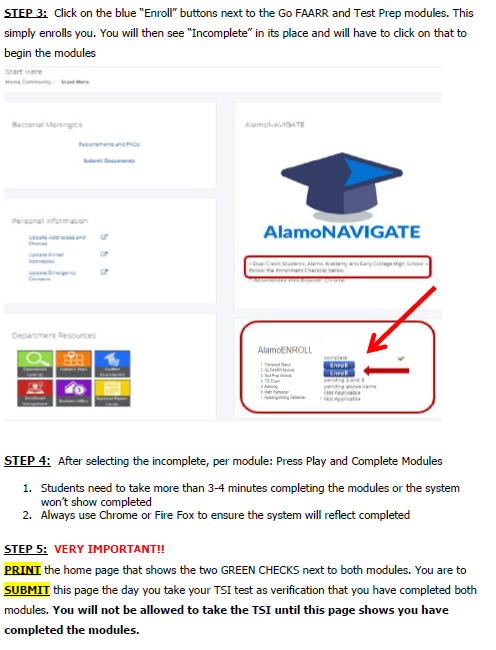 STEP 3: Click on the blue "Enroll" buttons next to the Go FAARR and Test Prep modules. This
simply enrolls you. You will then see "Incomplete" in its place and will have to click on that to
begin the modules
Start Here
Home Community Start Here
Bacterial Meningitis
Requirements and FAQs
Submit Documents
AlamoNAVIGATE
AlamoNAVIGATE
Personal Information
Update Addresses and
Phones
Update E-mail
Addresses
Update Emergency
Contacts
• Dual Credit Students, Alamo Academy and Early College High School -
Follow the Enrollment Checklist below
Recommended Web Browser: Chrome
Department Resources
AlamoENROLL
1 Transcript Status complete
2 Go FAARR Module Enroll
3 Test Prep Module Enroll
4 TSI Exam pending 2 and 3
5 Advising pending above items
6 Math Refresher Not Applicable
7 Reading/Writing Refresher Not Applicable
STEP 4: After selecting the incomplete, per module: Press Play and Complete Modules
1. Students need to take more than 3-4 minutes completing the modules or the system
won't show completed
2. Always use Chrome or Fire Fox to ensure the system will reflect completed
STEP 5: VERY IMPORTANT!!
PRINT the home page that shows the two GREEN CHECKS next to both modules. You are to
SUBMIT this page the day you take your TSI test as verification that you have completed both
modules. You will not be allowed to take the TSI until this page shows you have
completed the modules.